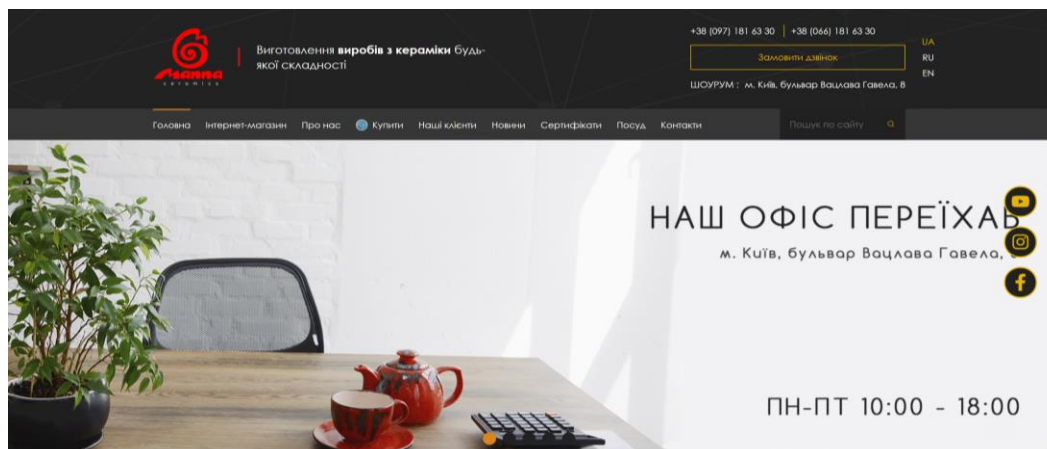 Manna
ceramics
Виготовлення виробів з кераміки будь-
якої складності
+38 (097) 181 63 30 | +38 (066) 181 63 30
Замовити дзвінок
ШОУРУМ : м. Київ, бульвар Вацлава Гавела, 8
UA
RU
EN
Головна Інтернет-магазин Про нас Купити Наші клієнти Новини Сертифікати Посуд Контакти Пошук по сайту
НАШ ОФІС ПЕРЕЇХАВ
м. Київ, бульвар Вацлава Гавела,
ПН-ПТ 10:00 - 18:00